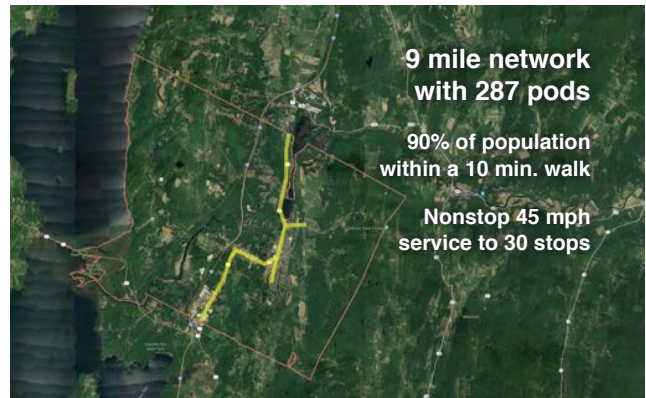 9 mile network
with 287 pods
90% of population
within a 10 min. walk
Nonstop 45 mph
service to 30 stops